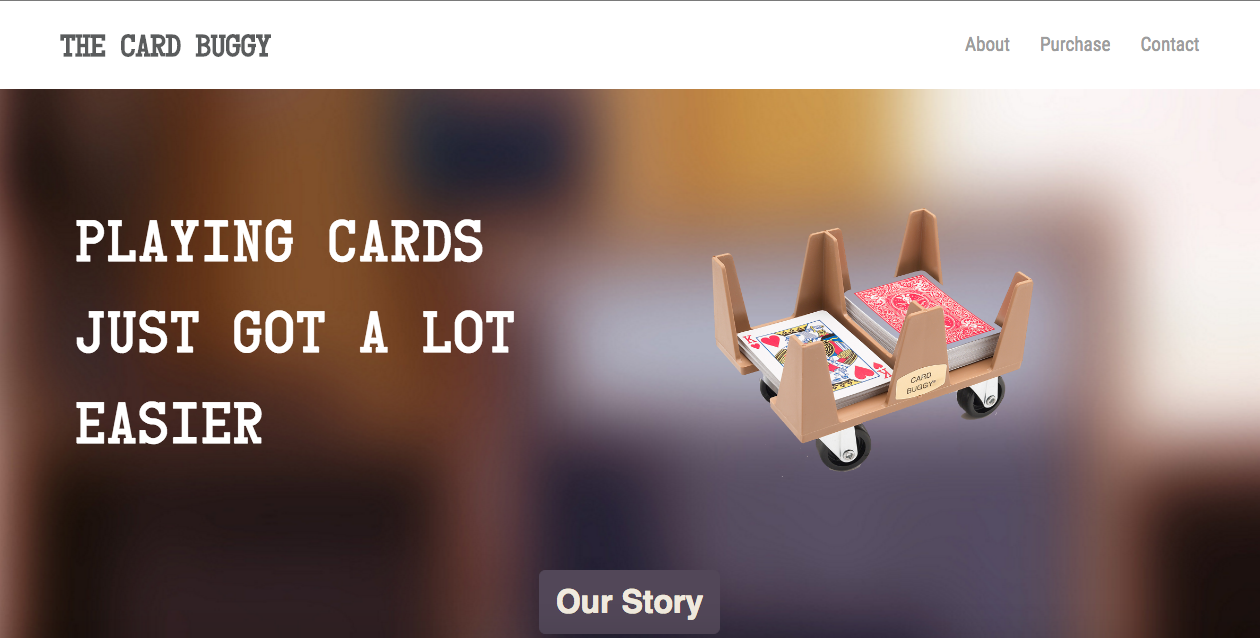 THE CARD BUGGY
About Purchase Contact
PLAYING CARDS
JUST GOT A LOT
EASIER
K
K
CARD
BUGGY®
Our Story